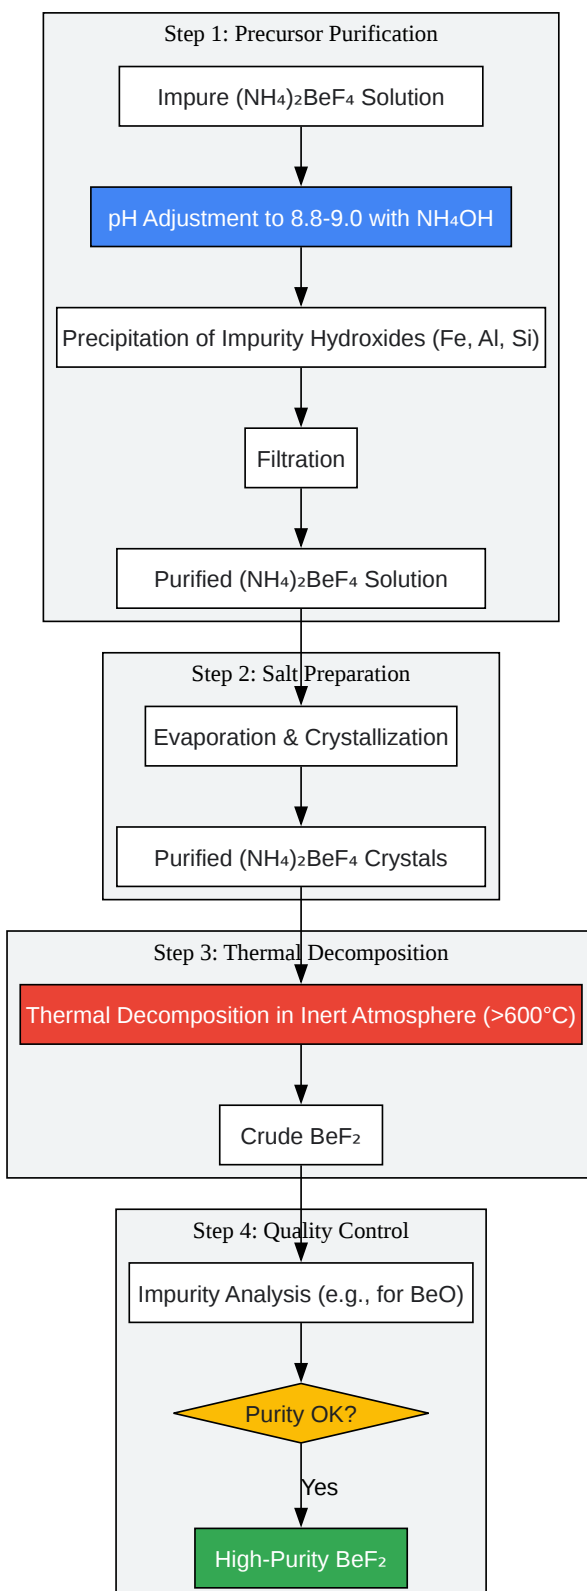 Step 1: Precursor Purification
Impure (NH₄)₂BeF₄ Solution
pH Adjustment to 8.8-9.0 with NH₄OH
Precipitation of Impurity Hydroxides (Fe, Al, Si)
Filtration
Purified (NH₄)₂BeF₄ Solution
Step 2: Salt Preparation
Evaporation & Crystallization
Purified (NH₄)₂BeF₄ Crystals
Step 3: Thermal Decomposition
Thermal Decomposition in Inert Atmosphere (>600°C)
Crude BeF₂
Step 4: Quality Control
Impurity Analysis (e.g., for BeO)
Purity OK?
Yes
High-Purity BeF₂